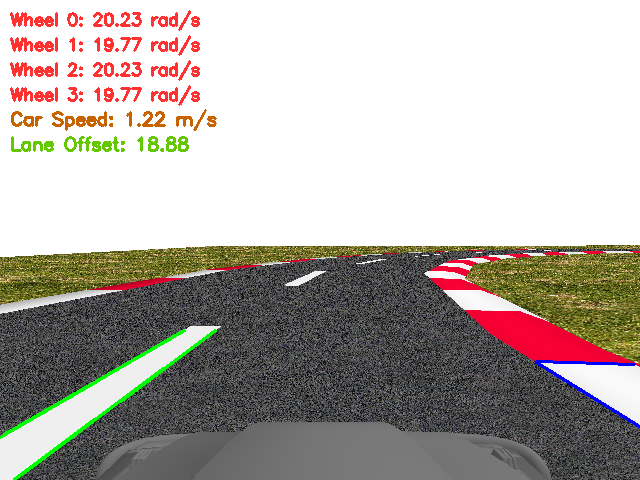 Wheel 0: 20.23 rad/s
Wheel 1: 19.77 rad/s
Wheel 2: 20.23 rad/s
Wheel 3: 19.77 rad/s
Car Speed: 1.22 m/s
Lane Offset: 18.88